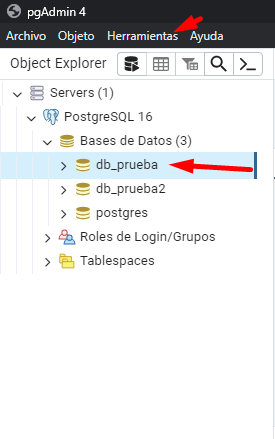 pgAdmin 4
Archivo Objeto Herramientas Ayuda
Object Explorer
Servers (1)
PostgreSQL 16
Bases de Datos (3)
db_prueba
db_prueba2
postgres
Roles de Login/Grupos
Tablespaces